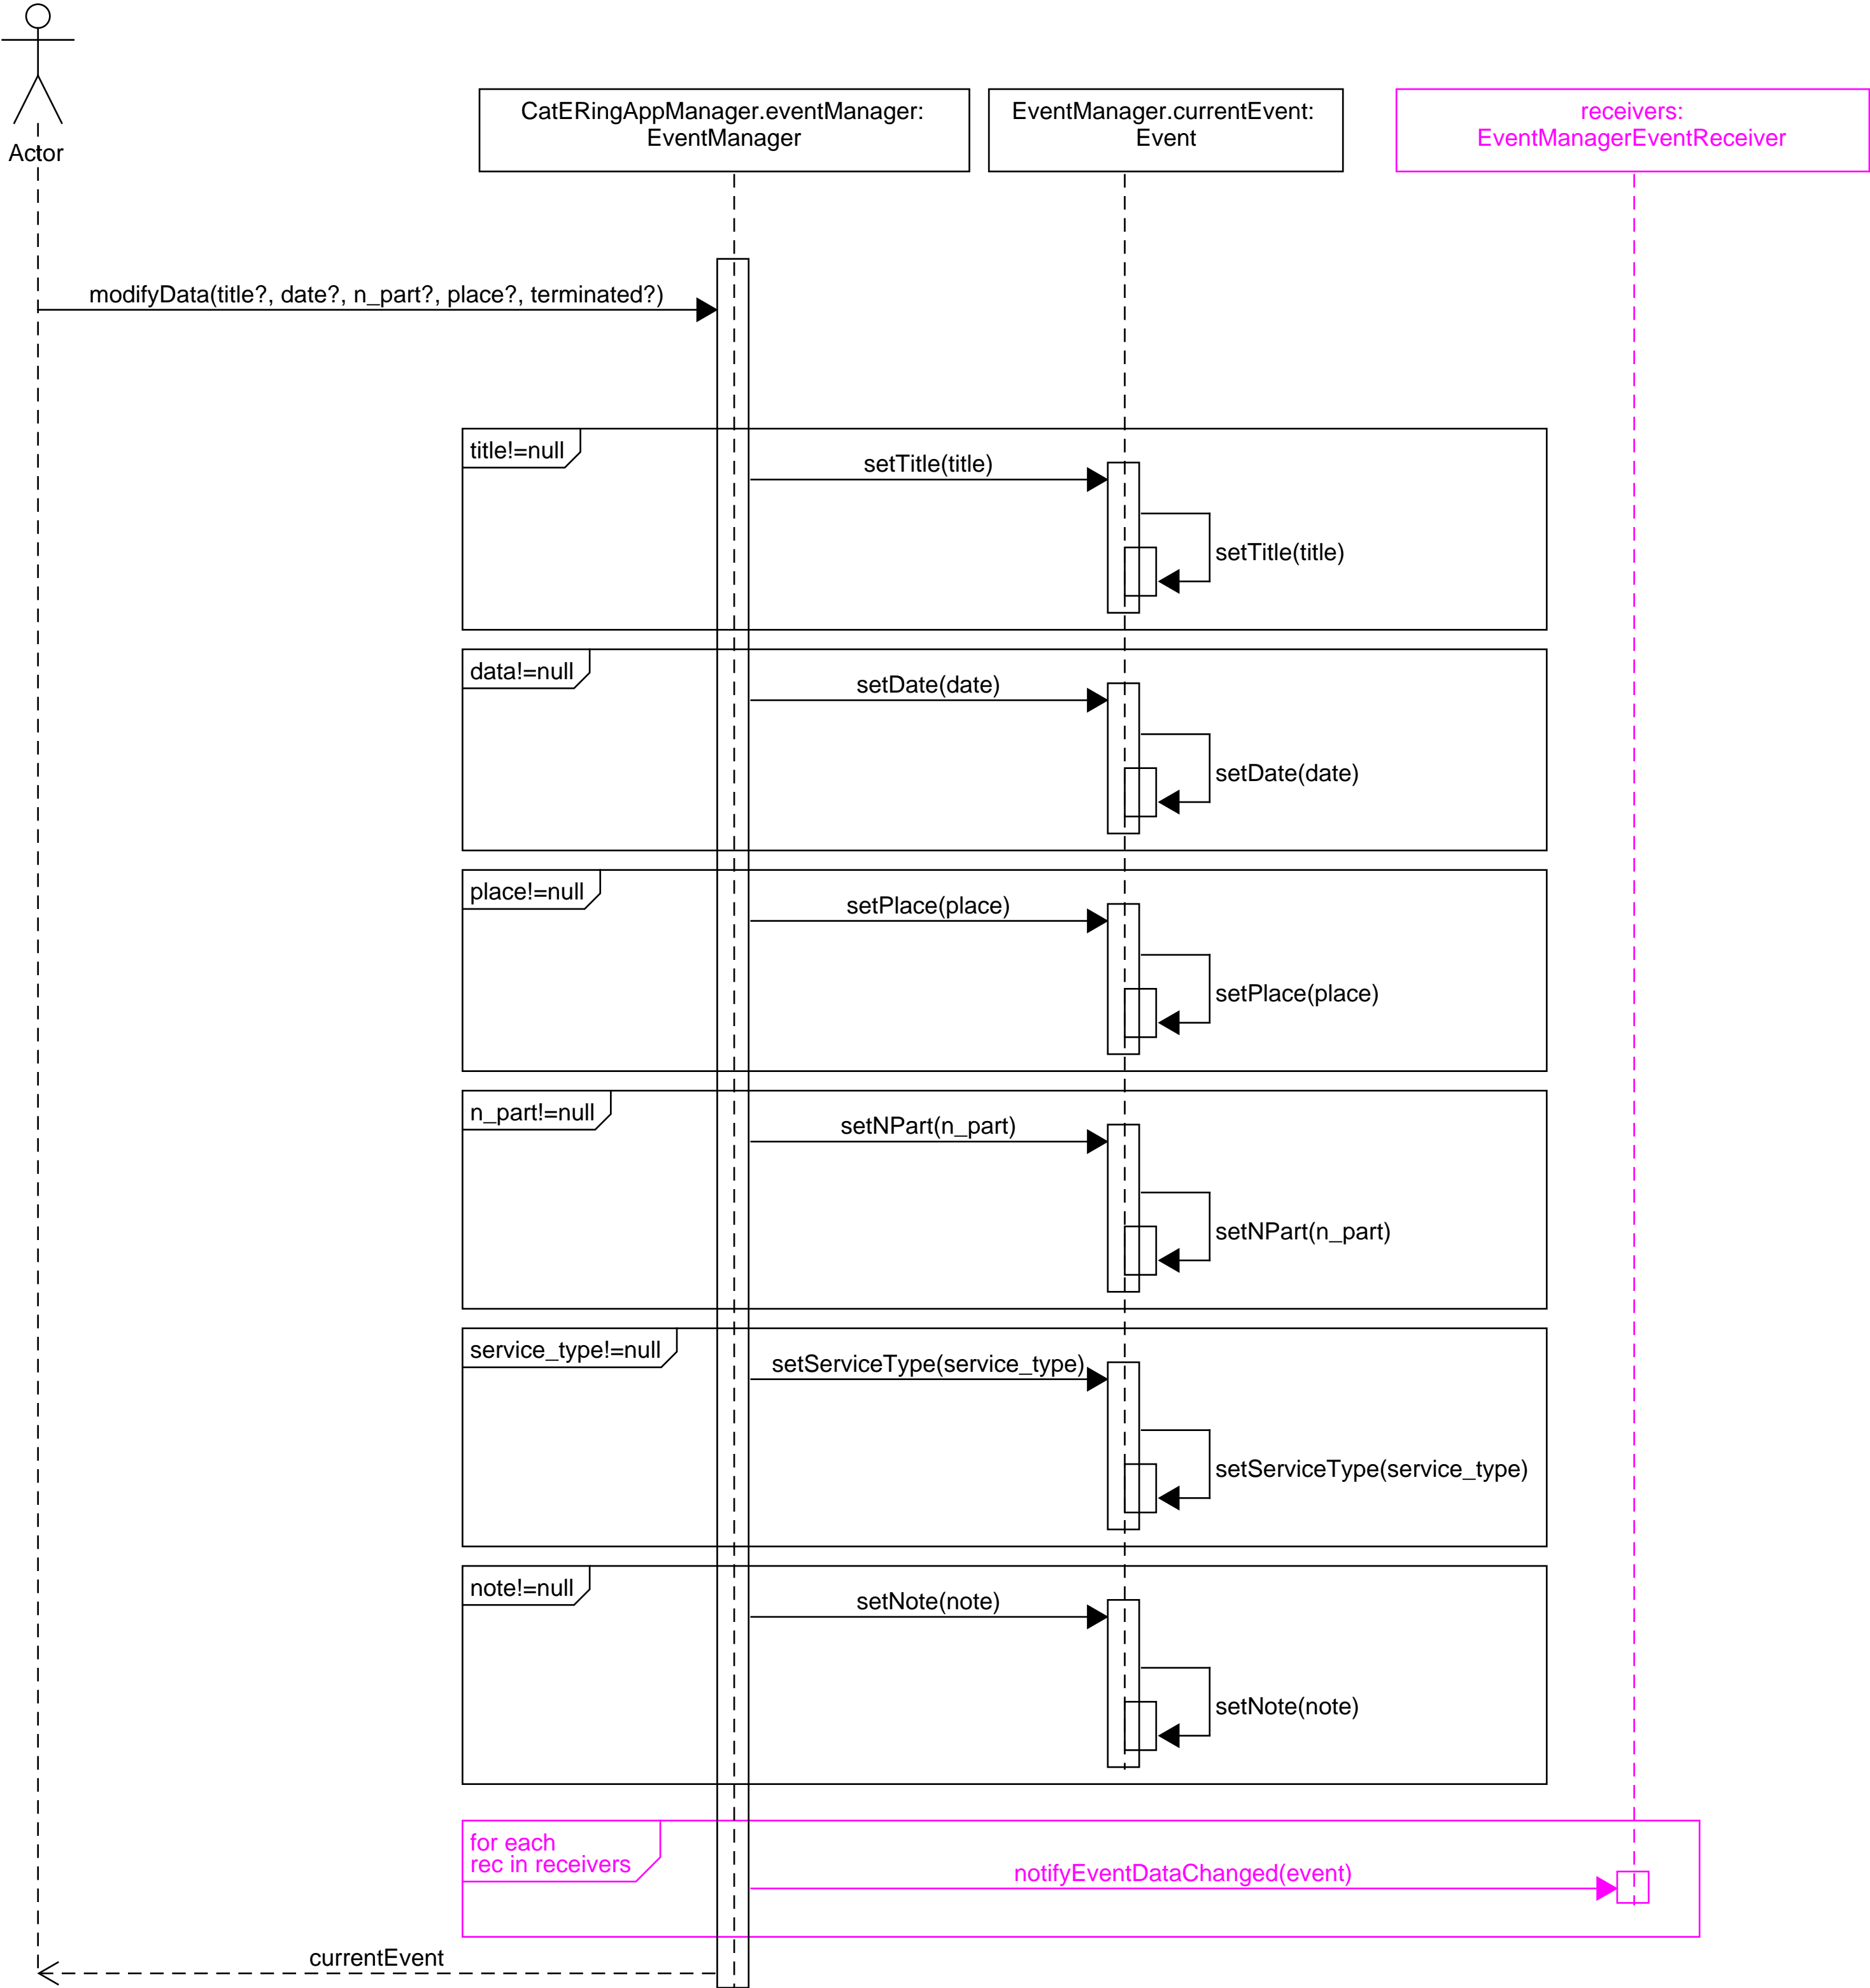 Actor
CatERingAppManager.eventManager:
EventManager
EventManager.currentEvent:
Event
receivers:
EventManagerEventReceiver
modifyData(title?, date?, n_part?, place?, terminated?)
title!=null
setTitle(title)
setTitle(title)
data!=null
setDate(date)
setDate(date)
place!=null
setPlace(place)
setPlace(place)
n_part!=null
setNPart(n_part)
setNPart(n_part)
service_type!=null
setServiceType(service_type)
setServiceType(service_type)
note!=null
setNote(note)
setNote(note)
for each
rec in receivers
notifyEventDataChanged(event)
currentEvent